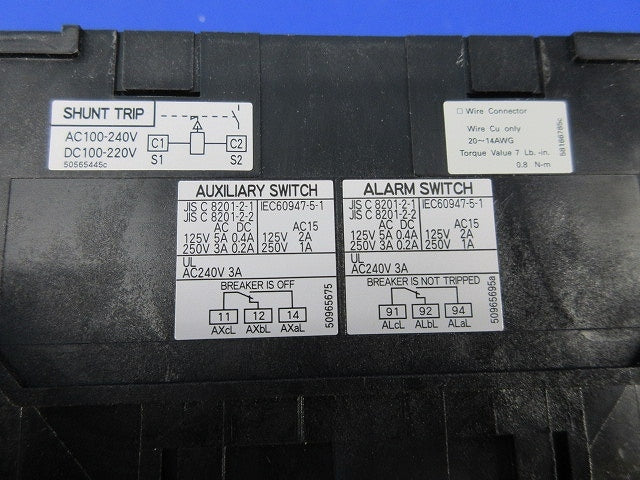 SHUNT TRIP
AC100-240V
DC100-220V
C1 C2
S1 S2
50565445c
□ Wire Connector
Wire Cu only
20～14AWG
Torque Value 7 Lb.-in.
0.8 N-m
AUXILIARY SWITCH
JIS C 8201-2-1 IEC60947-5-1
JIS C 8201-2-2
AC DC AC15
125V 5A 0.4A 125V 2A
250V 3A 0.2A 250V 1A
UL
AC240V 3A
BREAKER IS OFF
11 12 14
AXcL AXbL AXaL
50965675
ALARM SWITCH
JIS C 8201-2-1 IEC60947-5-1
JIS C 8201-2-2
AC DC AC15
125V 5A 0.4A 125V 2A
250V 3A 0.2A 250V 1A
UL
AC240V 3A
BREAKER IS NOT TRIPPED
91 92 94
ALcL ALbL ALaL
50965695a